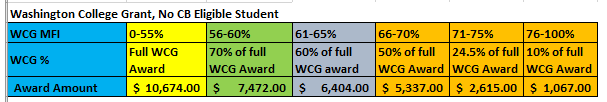 Washington College Grant, No CB Eligible Student
WCG MFI 0-55% 56-60% 61-65% 66-70% 71-75% 76-100%
WCG % Full WCG Award 70% of full WCG Award 60% of full WCG award 50% of full WCG Award 24.5% of full WCG Award 10% of full WCG Award
Award Amount $ 10,674.00 $ 7,472.00 $ 6,404.00 $ 5,337.00 $ 2,615.00 $ 1,067.00